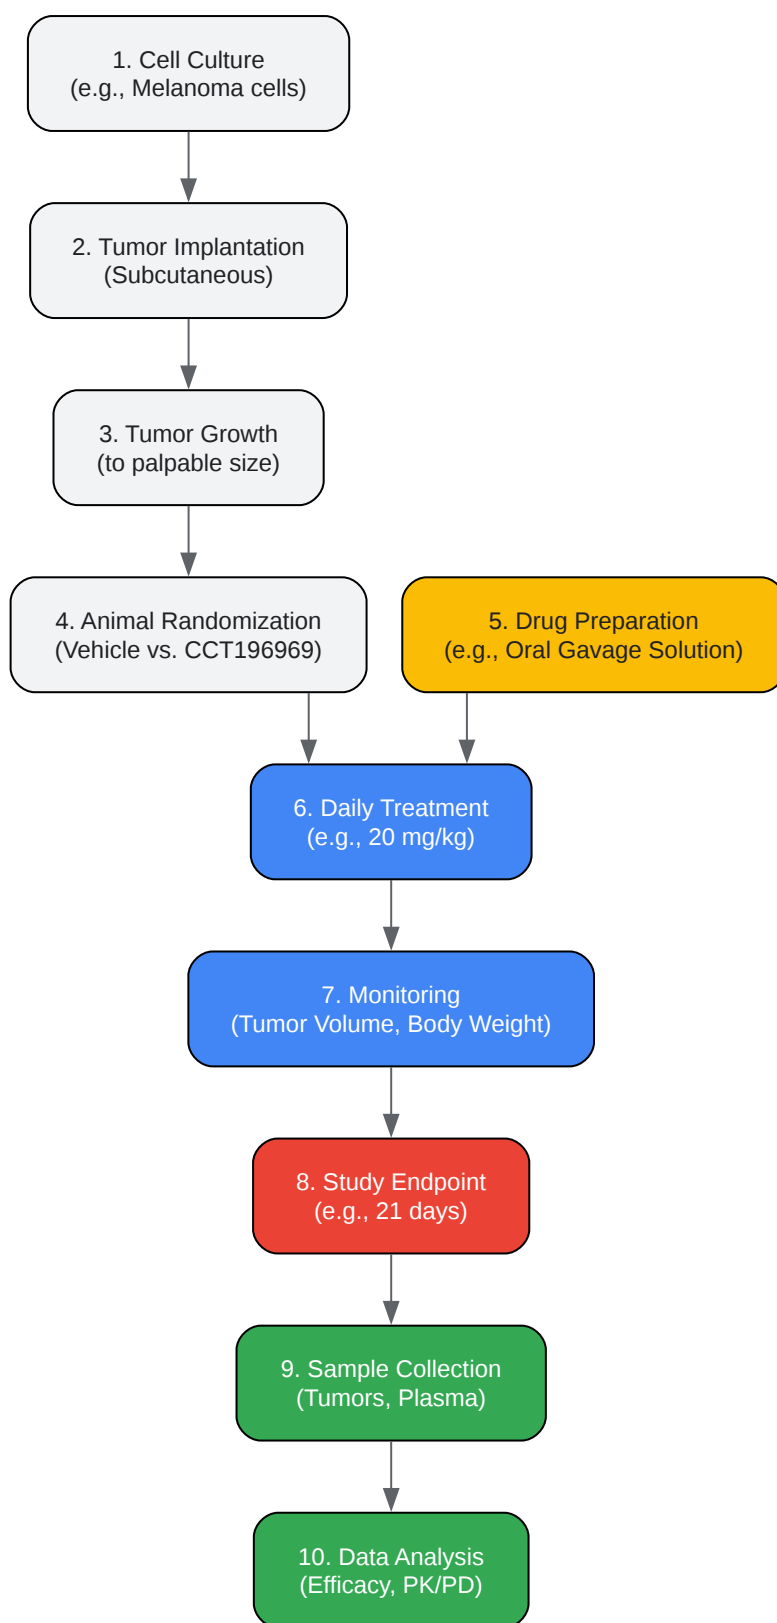 1. Cell Culture
(e.g., Melanoma cells)
2. Tumor Implantation
(Subcutaneous)
3. Tumor Growth
(to palpable size)
4. Animal Randomization
(Vehicle vs. CCT196969)
5. Drug Preparation
(e.g., Oral Gavage Solution)
6. Daily Treatment
(e.g., 20 mg/kg)
7. Monitoring
(Tumor Volume, Body Weight)
8. Study Endpoint
(e.g., 21 days)
9. Sample Collection
(Tumors, Plasma)
10. Data Analysis
(Efficacy, PK/PD)